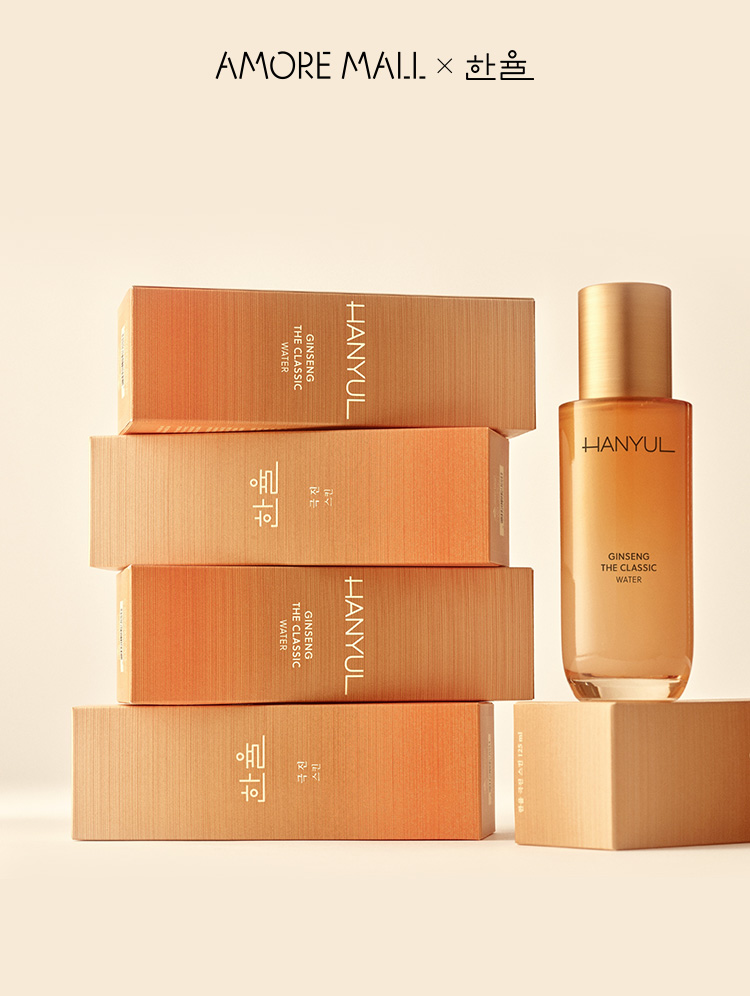 AMORE MALL × 한율
HANYUL
GINSENG
THE CLASSIC
WATER
한율
극진
스킨
HANYUL
GINSENG
THE CLASSIC
WATER
한율
극진
스킨
HANYUL
GINSENG
THE CLASSIC
WATER